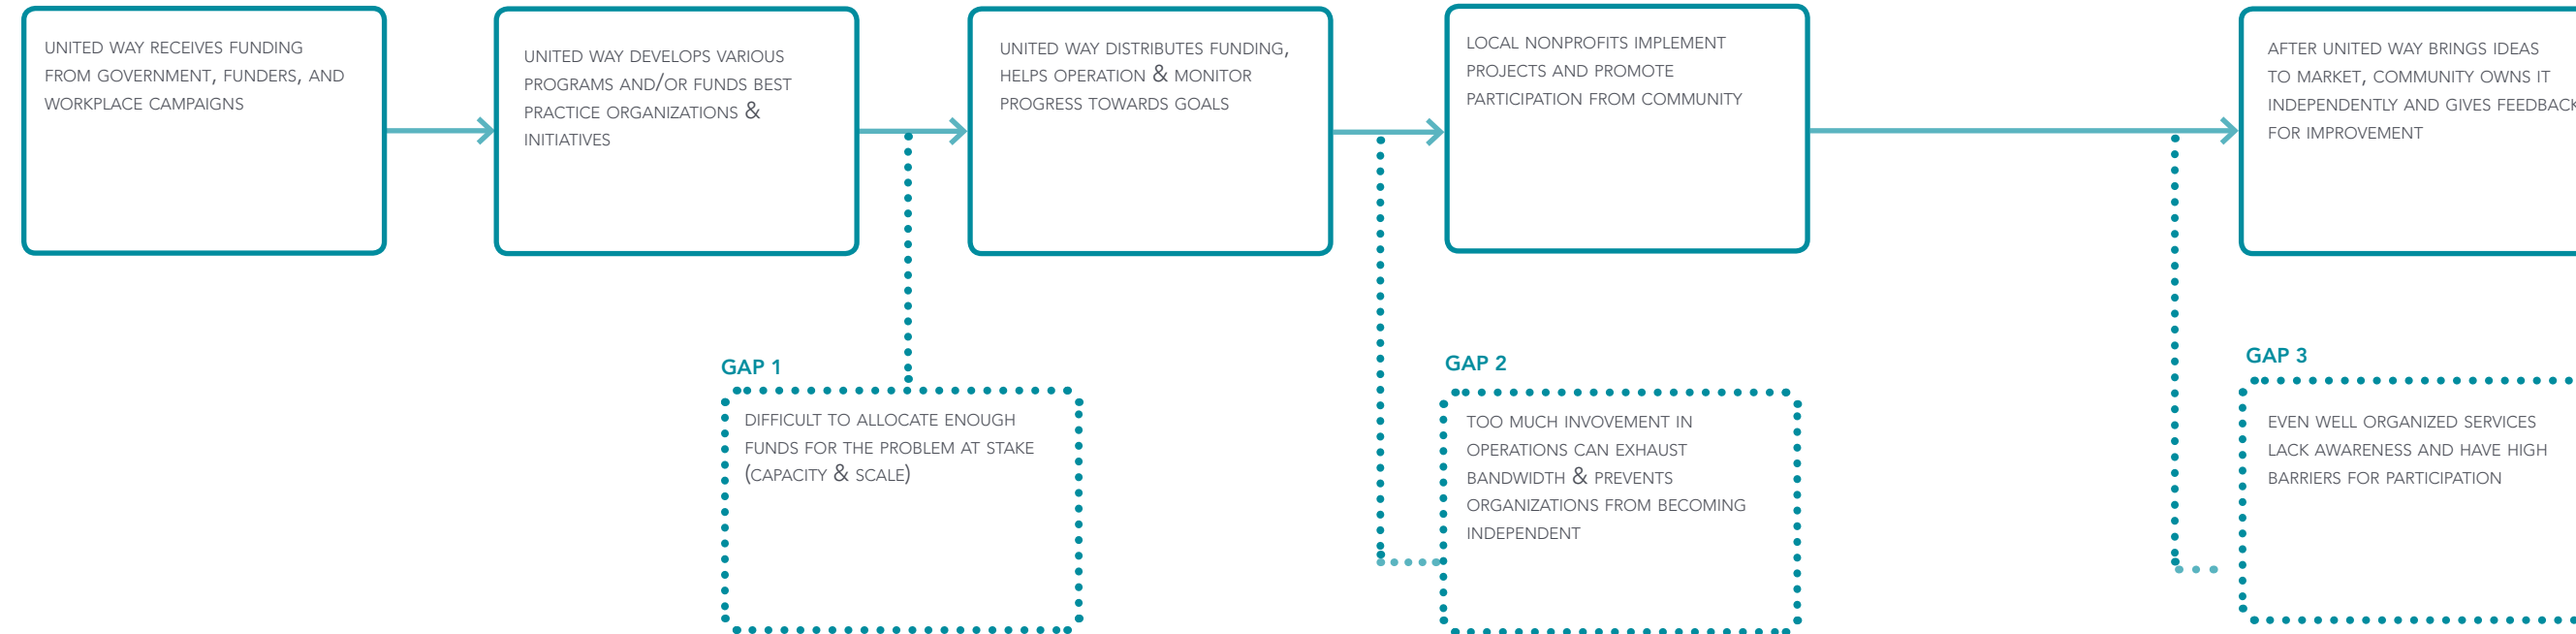 UNITED WAY RECEIVES FUNDING
FROM GOVERNMENT, FUNDERS, AND
WORKPLACE CAMPAIGNS
UNITED WAY DEVELOPS VARIOUS
PROGRAMS AND/OR FUNDS BEST
PRACTICE ORGANIZATIONS &
INITIATIVES
UNITED WAY DISTRIBUTES FUNDING,
HELPS OPERATION & MONITOR
PROGRESS TOWARDS GOALS
LOCAL NONPROFITS IMPLEMENT
PROJECTS AND PROMOTE
PARTICIPATION FROM COMMUNITY
AFTER UNITED WAY BRINGS IDEAS
TO MARKET, COMMUNITY OWNS IT
INDEPENDENTLY AND GIVES FEEDBACK
FOR IMPROVEMENT
GAP 1
DIFFICULT TO ALLOCATE ENOUGH
FUNDS FOR THE PROBLEM AT STAKE
(CAPACITY & SCALE)
GAP 2
TOO MUCH INVOVEMENT IN
OPERATIONS CAN EXHAUST
BANDWIDTH & PREVENTS
ORGANIZATIONS FROM BECOMING
INDEPENDENT
GAP 3
EVEN WELL ORGANIZED SERVICES
LACK AWARENESS AND HAVE HIGH
BARRIERS FOR PARTICIPATION